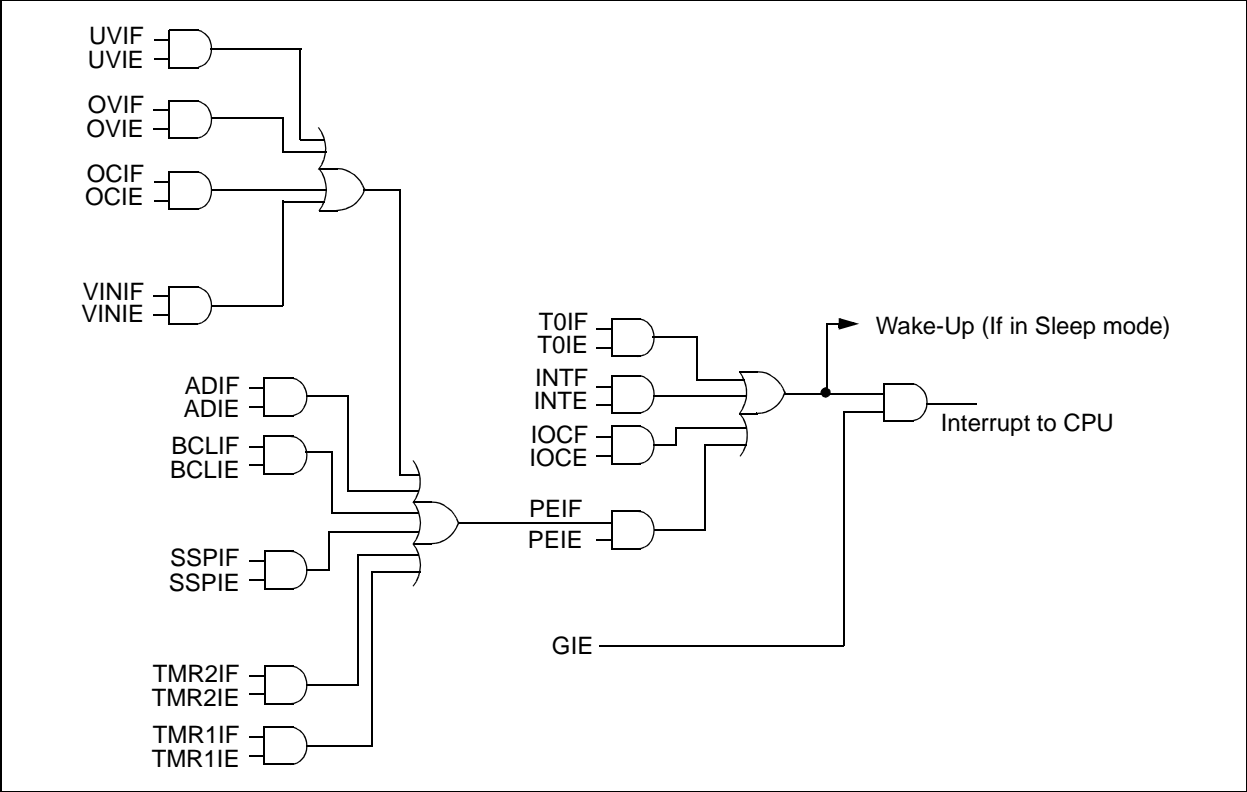 UVIF
UVIE
OVIF
OVIE
OCIF
OCIE
VINIF
VINIE
ADIF
ADIE
BCLIF
BCLIE
SSPIF
SSPIE
TMR2IF
TMR2IE
TMR1IF
TMR1IE
T0IF
T0IE
INTF
INTE
IOCF
IOCE
PEIF
PEIE
GIE
Wake-Up (If in Sleep mode)
Interrupt to CPU